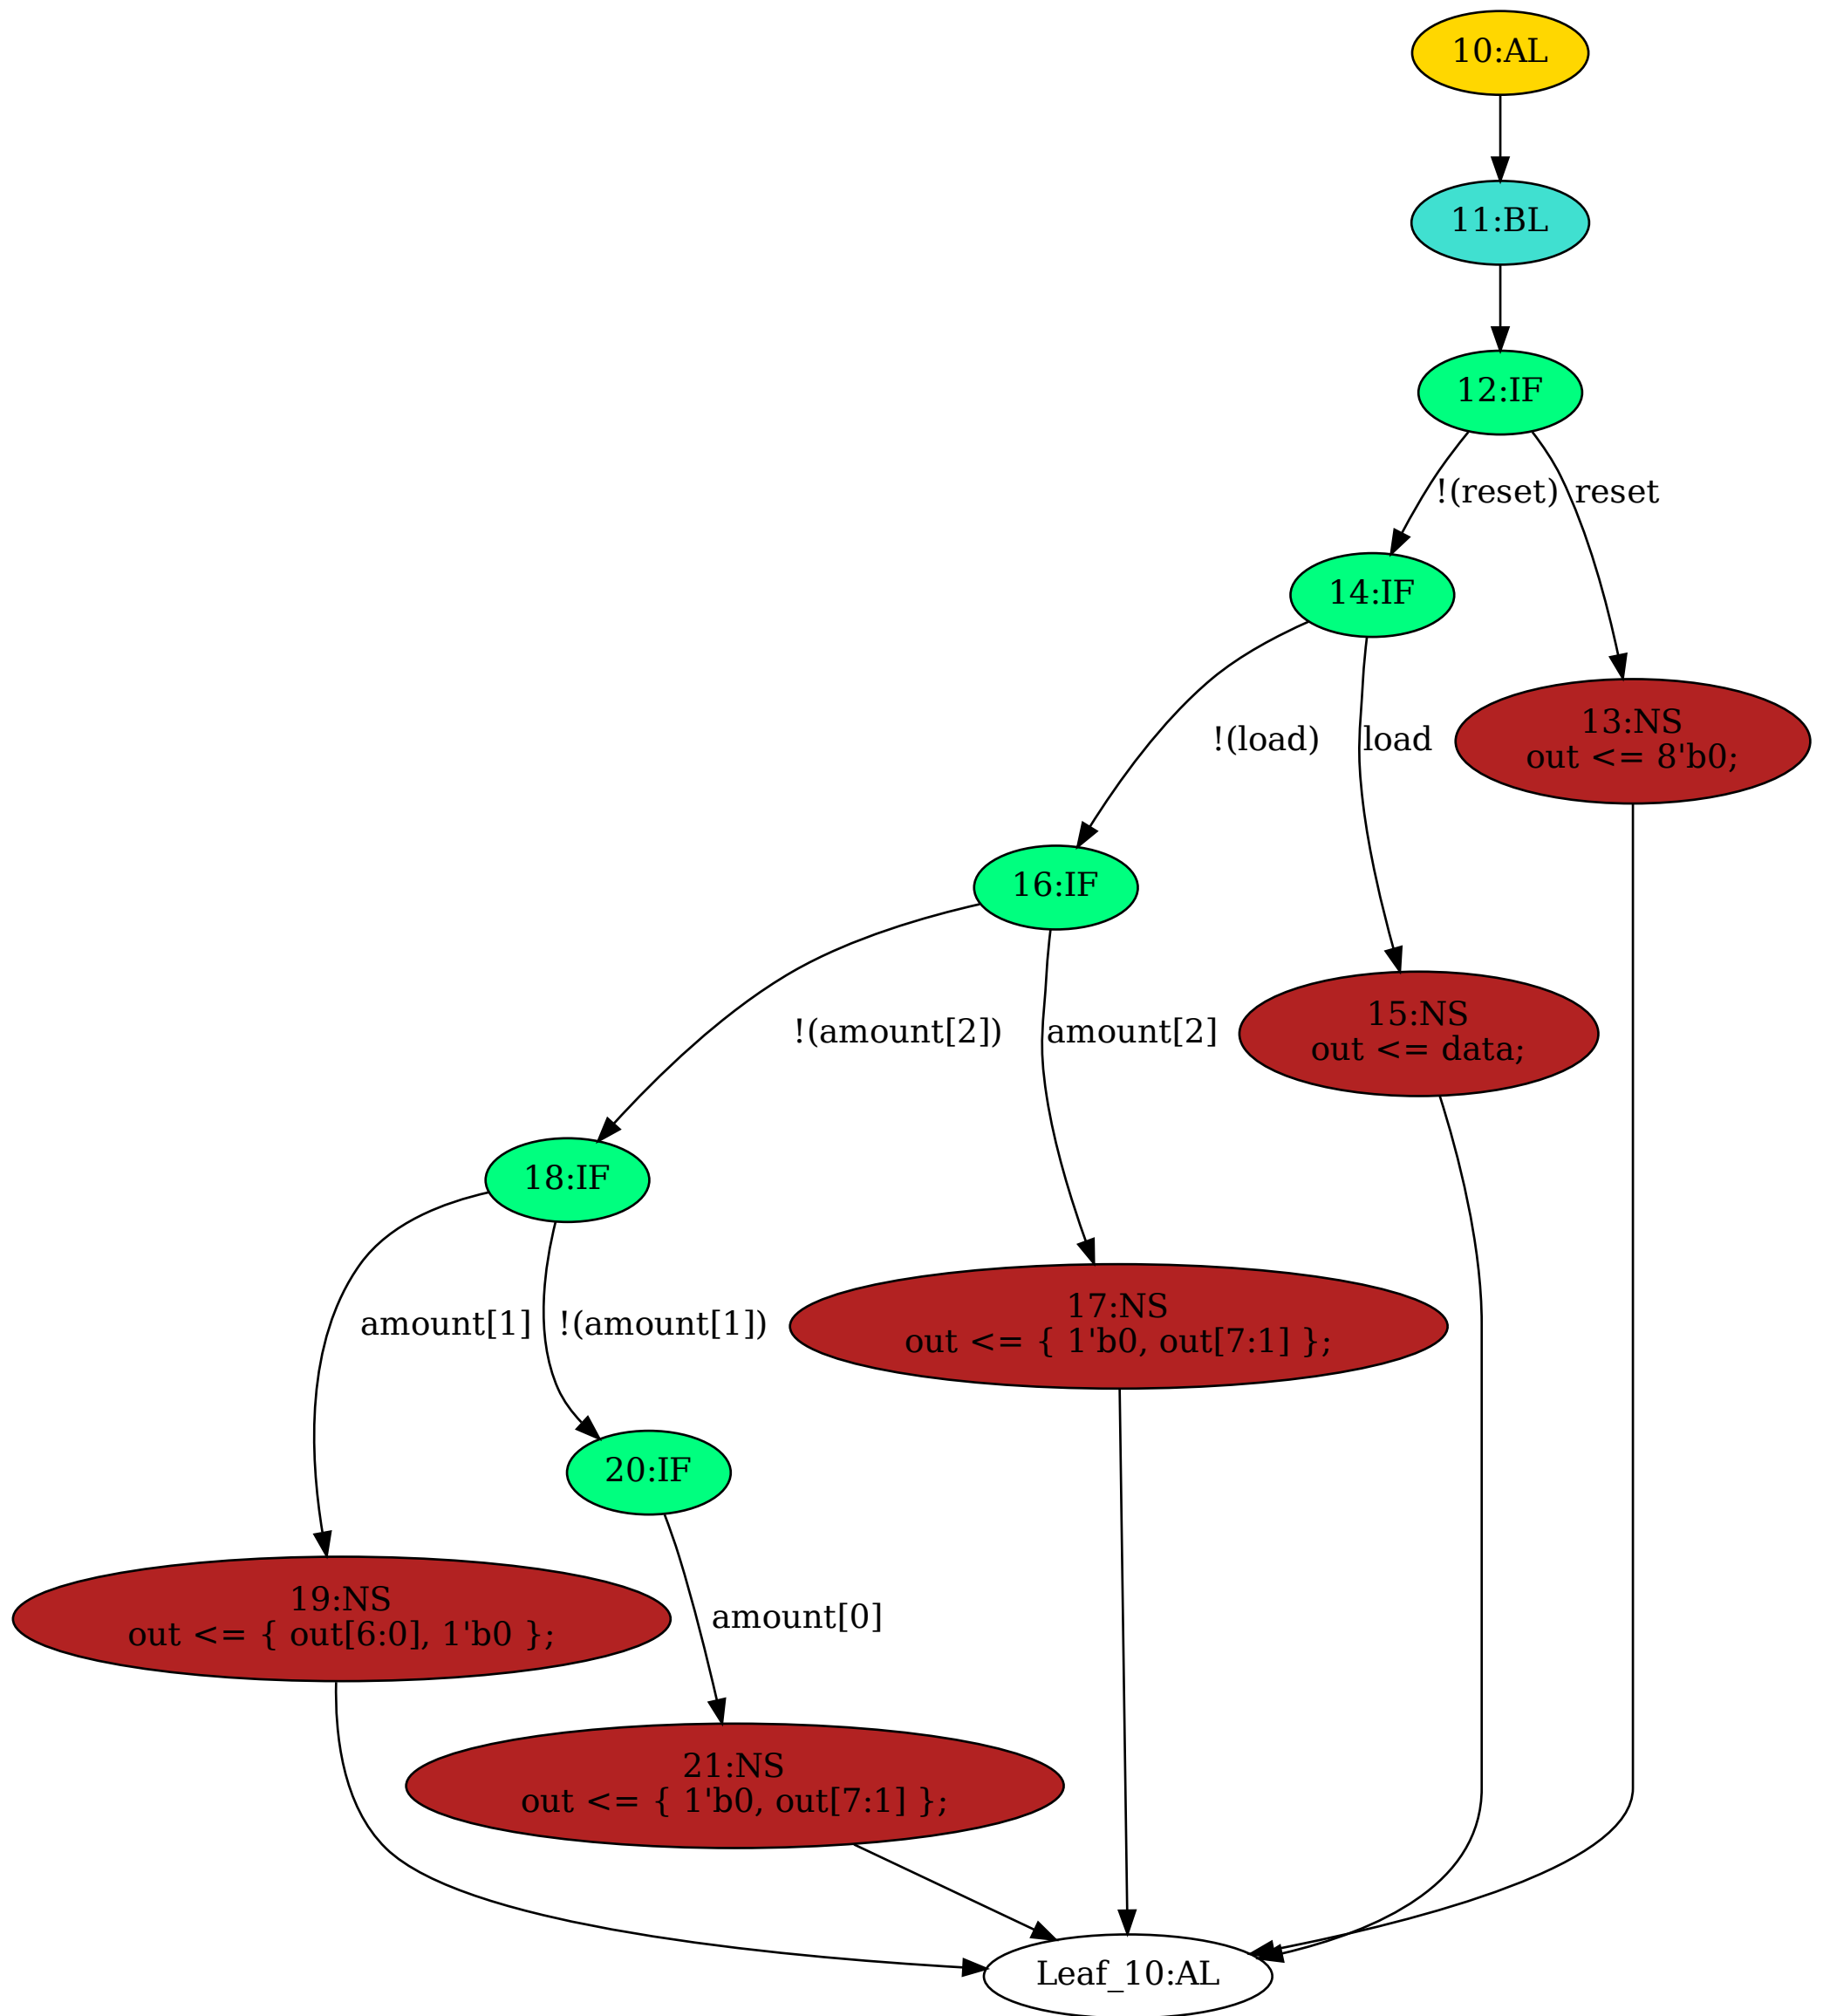 10:AL
11:BL
12:IF
!(reset)
reset
14:IF
13:NS
out <= 8'b0;
!(load)
load
16:IF
15:NS
out <= data;
!(amount[2])
amount[2]
18:IF
17:NS
out <= { 1'b0, out[7:1] };
amount[1]
!(amount[1])
20:IF
19:NS
out <= { out[6:0], 1'b0 };
amount[0]
21:NS
out <= { 1'b0, out[7:1] };
Leaf_10:AL